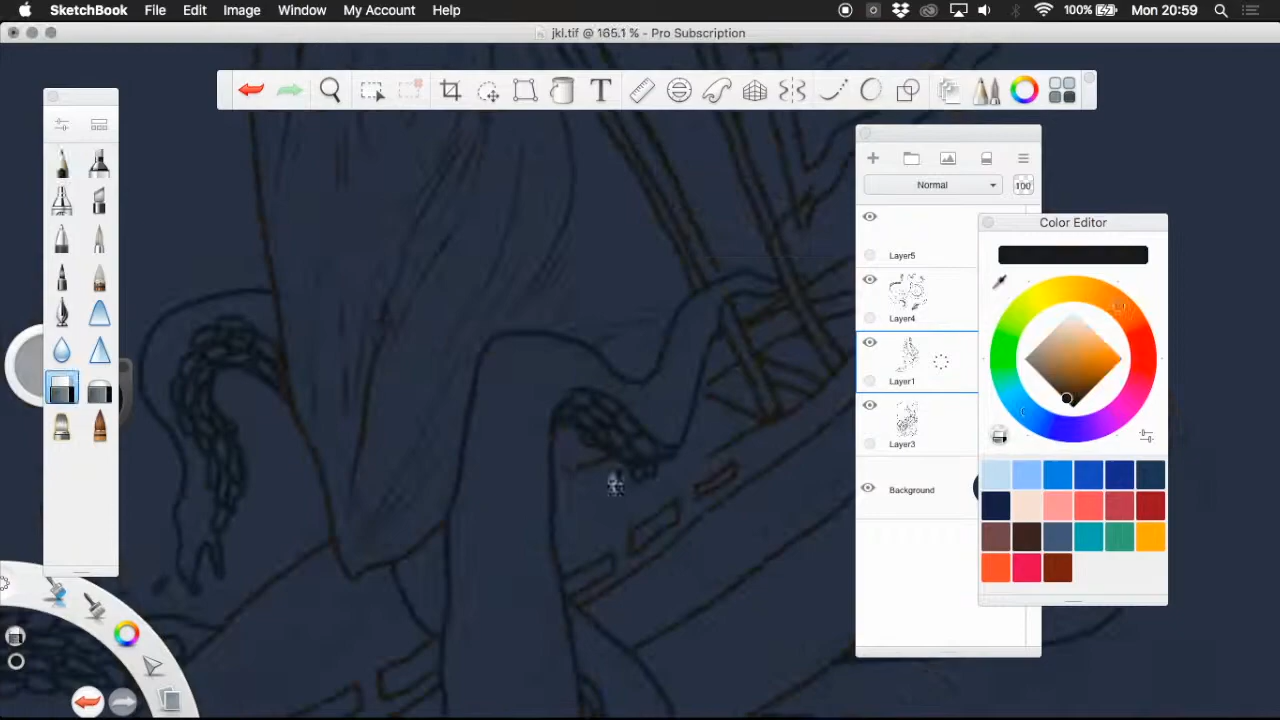 SketchBook File Edit Image Window My Account Help 100% Mon 20:59
jkl.tif @ 165.1 % - Pro Subscription
T
Normal 100
Layer5
Color Editor
Layer4
Layer1
Layer3
Background